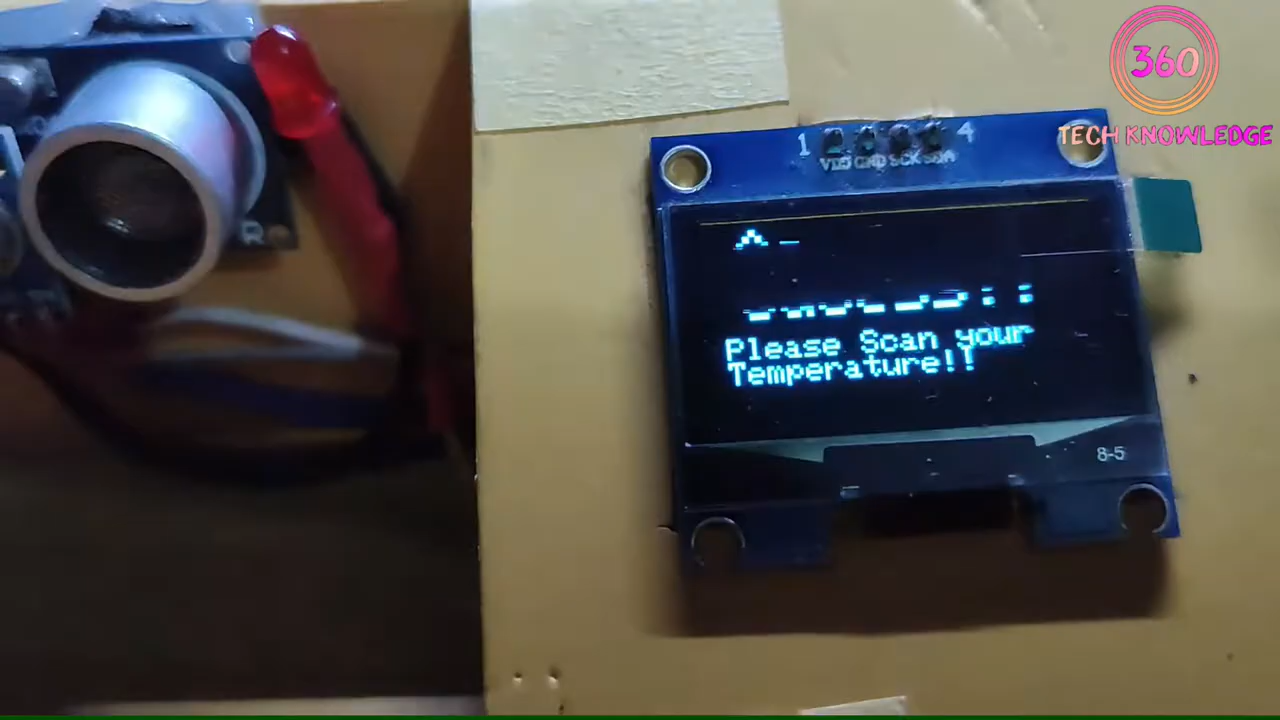 360
TECH KNOWLEDGE
1 4
VDD GND SCK SDA
Please Scan your
Temperature!!
8-5
R